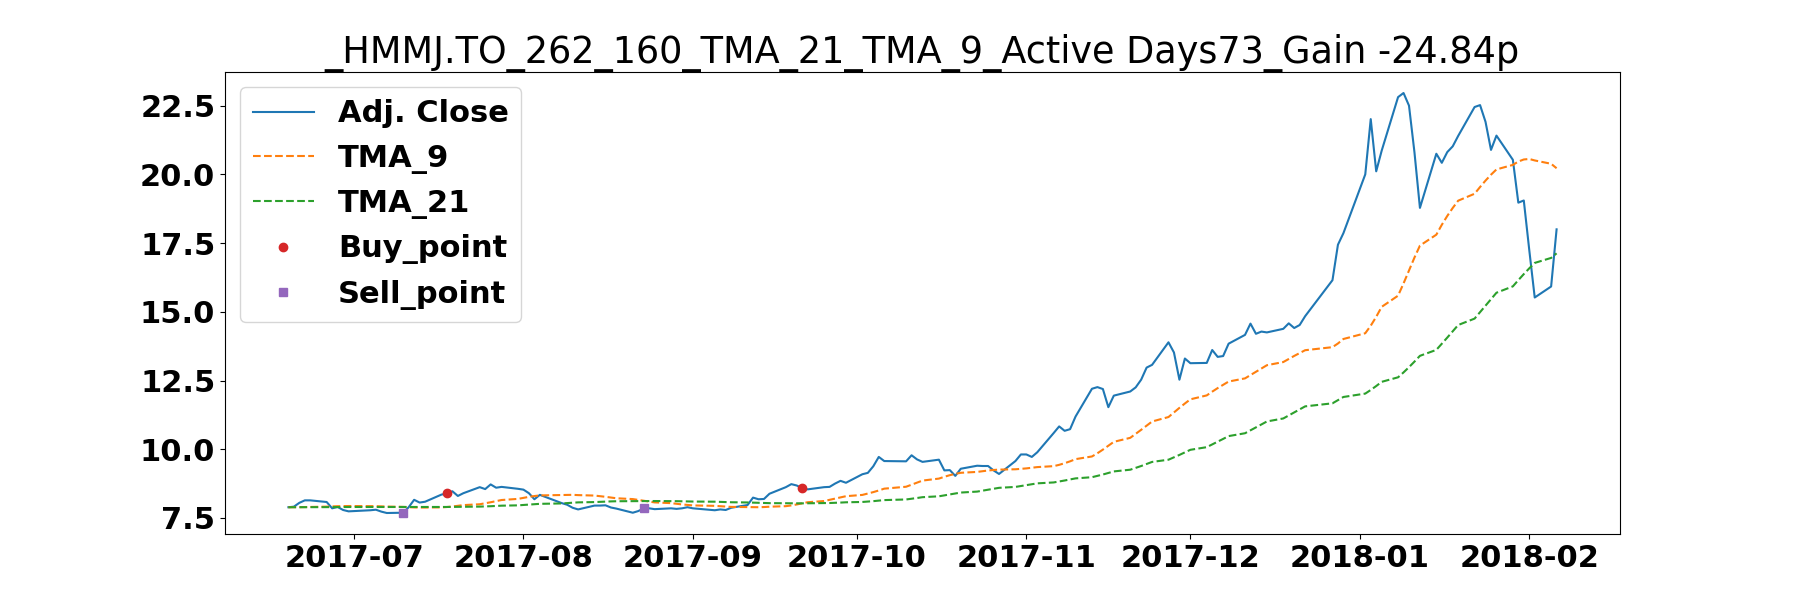 _HMMJ.TO_262_160_TMA_21_TMA_9_Active Days73_Gain -24.84p
22.5
20.0
17.5
15.0
12.5
10.0
7.5
Adj. Close
TMA_9
TMA_21
Buy_point
Sell_point
2017-07 2017-08 2017-09 2017-10 2017-11 2017-12 2018-01 2018-02